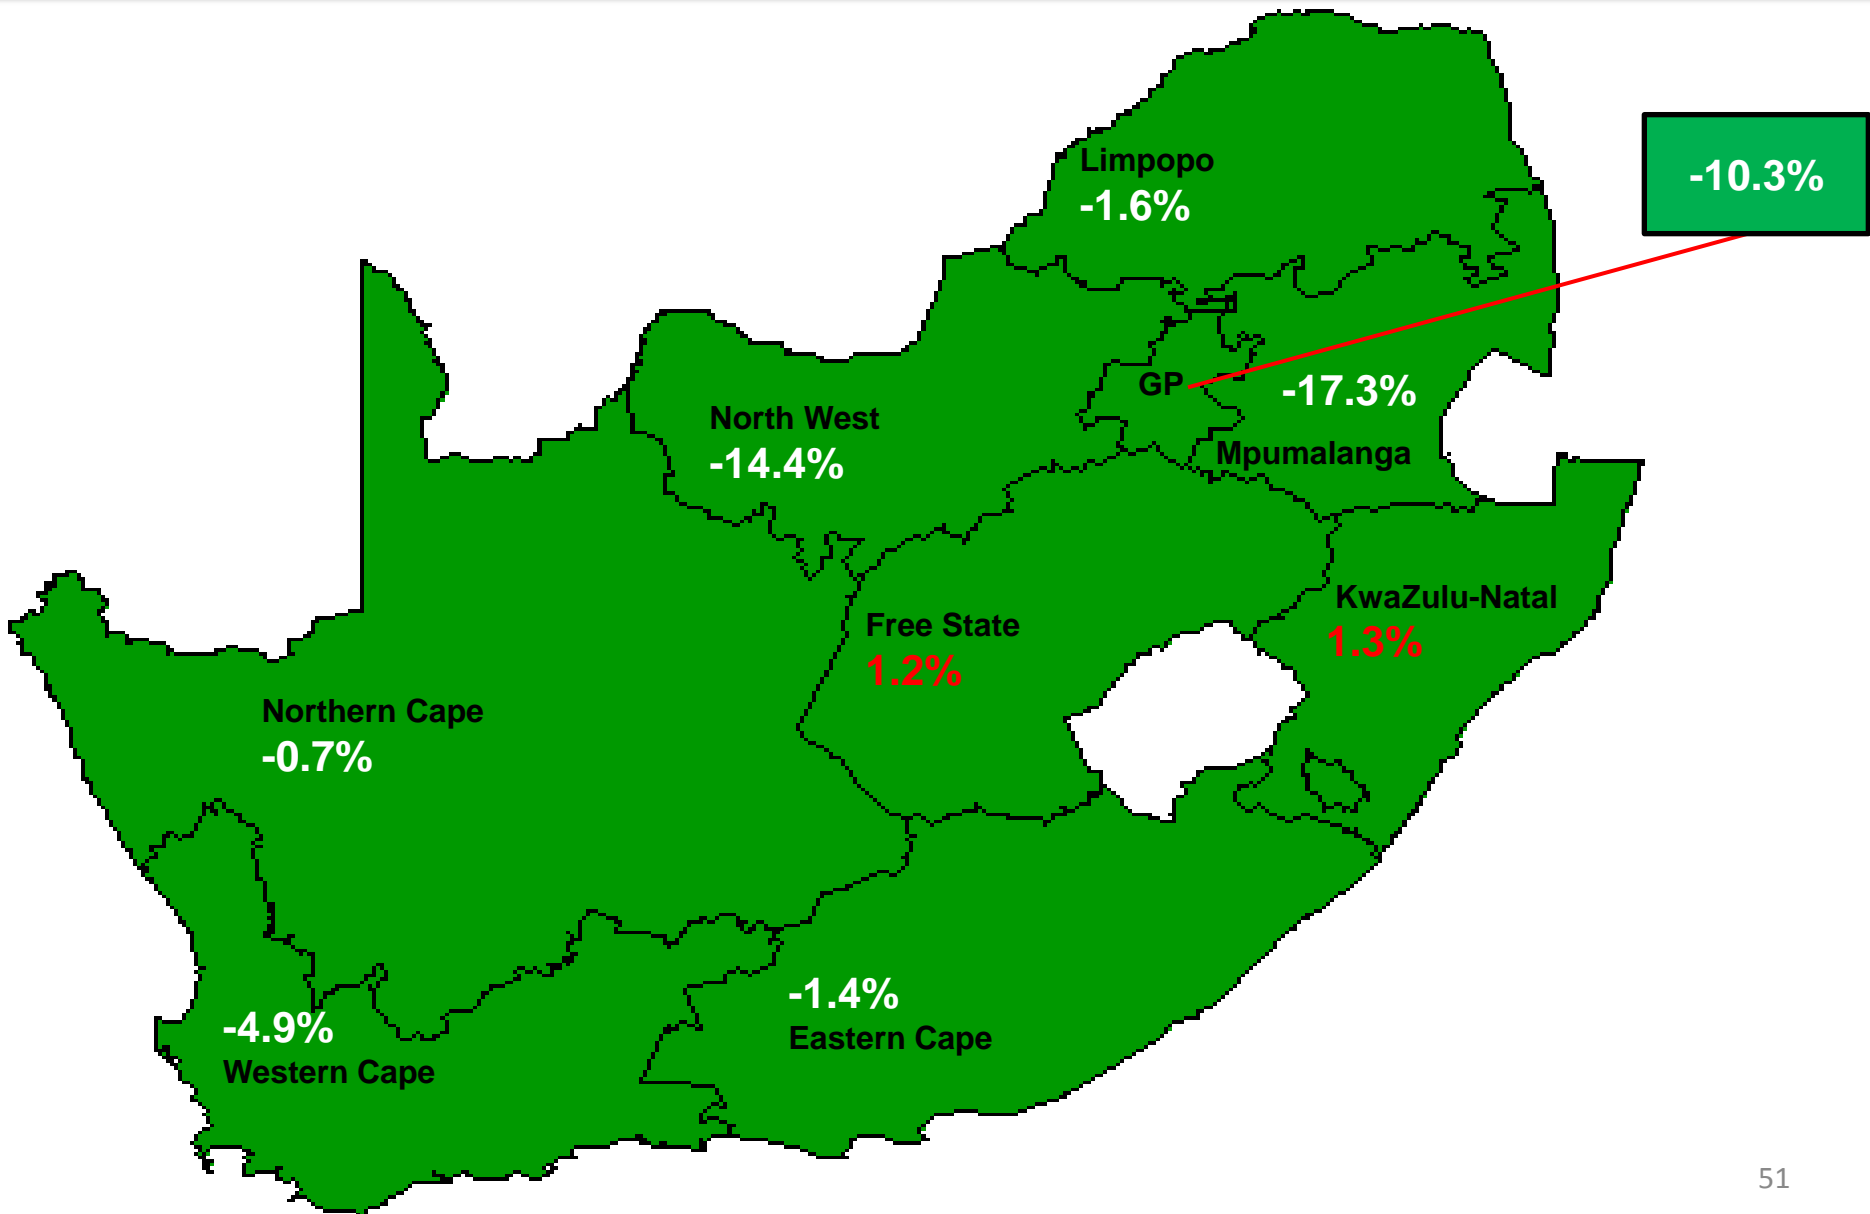 Limpopo
-1.6%
-10.3%
GP
-17.3%
Mpumalanga
North West
-14.4%
KwaZulu-Natal
1.3%
Free State
1.2%
Northern Cape
-0.7%
-1.4%
Eastern Cape
-4.9%
Western Cape
51